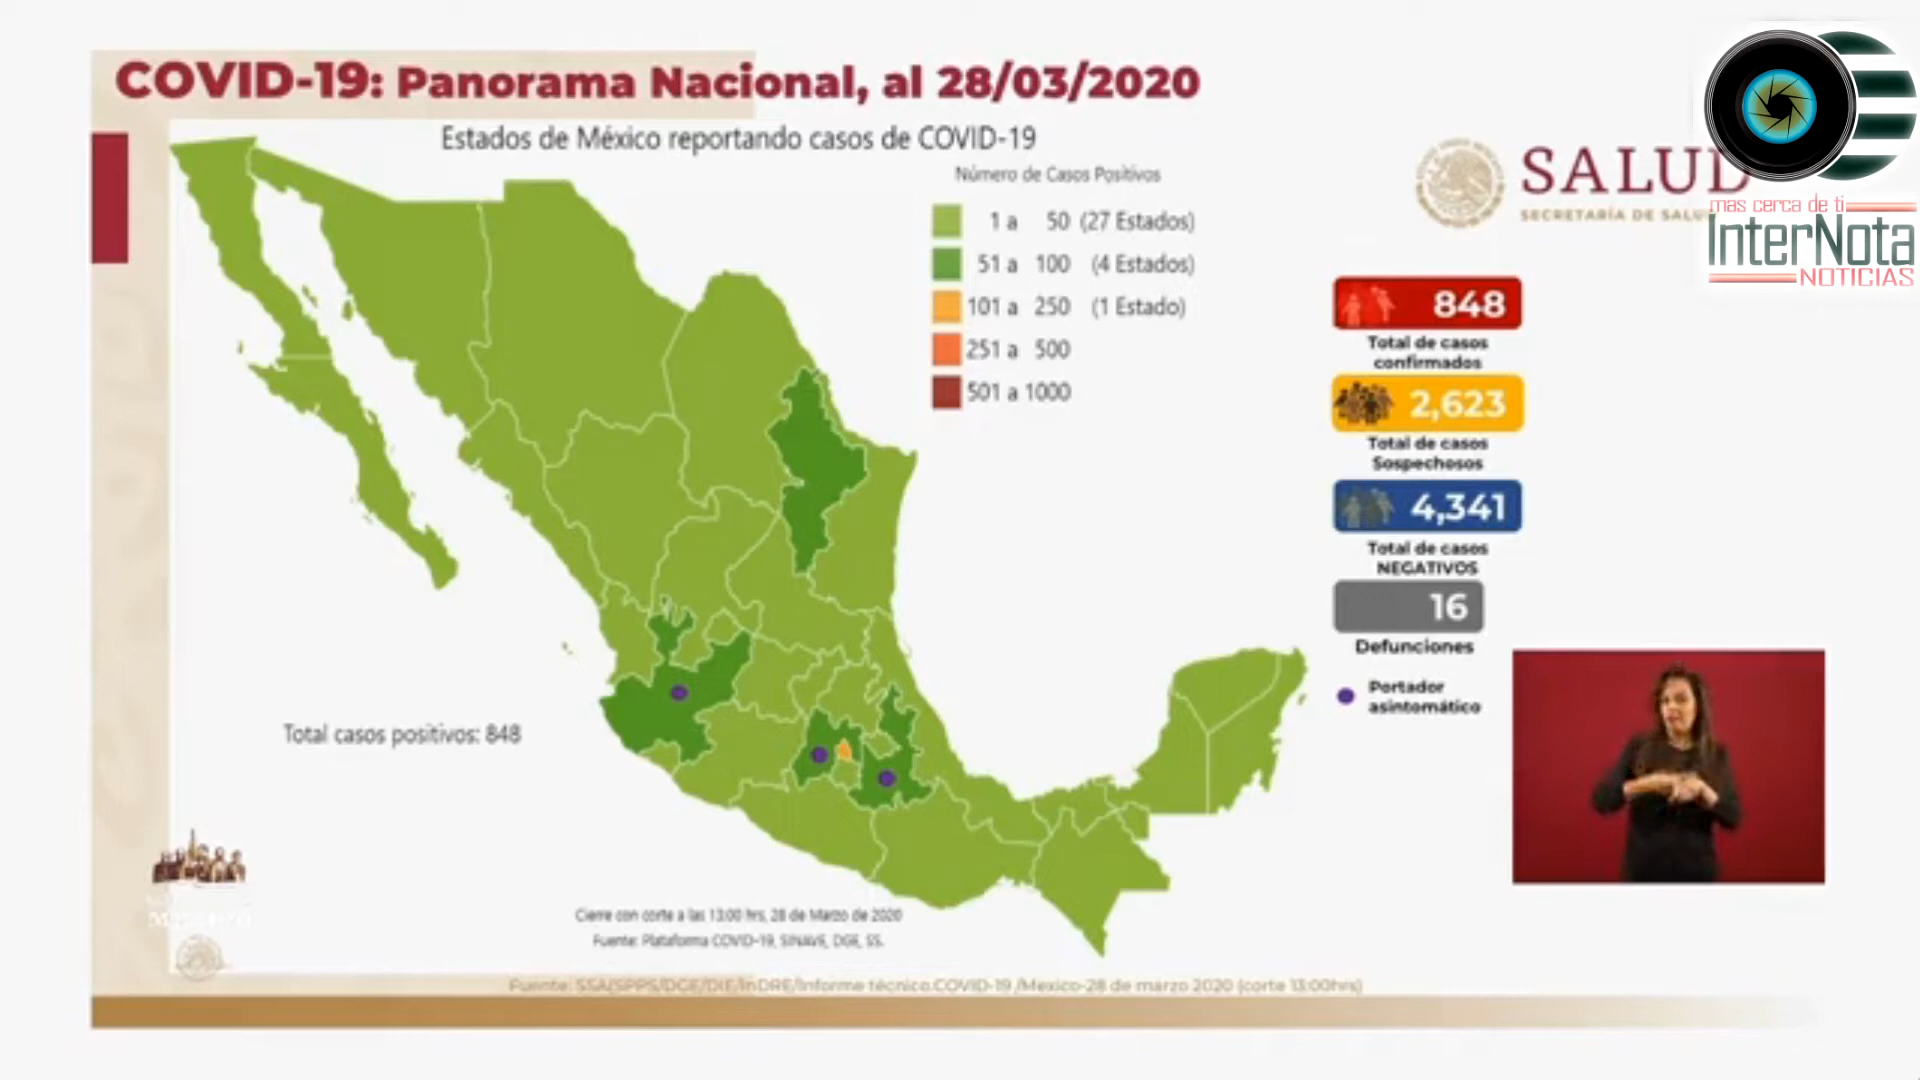 COVID-19: Panorama Nacional, al 28/03/2020
Estados de México reportando casos de COVID-19
Número de Casos Positivos
1 a 50 (27 Estados)
51 a 100 (4 Estados)
101 a 250 (1 Estado)
251 a 500
501 a 1000
SALUD
SECRETARÍA DE SALU
mas cerca de ti
InterNota
NOTICIAS
848
Total de casos
confirmados
2,623
Total de casos
Sospechosos
4,341
Total de casos
NEGATIVOS
16
Defunciones
Portador
asintomático
Total casos positivos: 848
Cierre con corte a las 13:00 hrs, 28 de Marzo de 2020
Fuente: Plataforma COVID-19, SINAVE, DGE, SS.
Fuente: SSA(SPPS/DGE/DIE/InDRE/Informe técnico.COVID-19 /Mexico-28 de marzo 2020 (corte 13:00hrs)